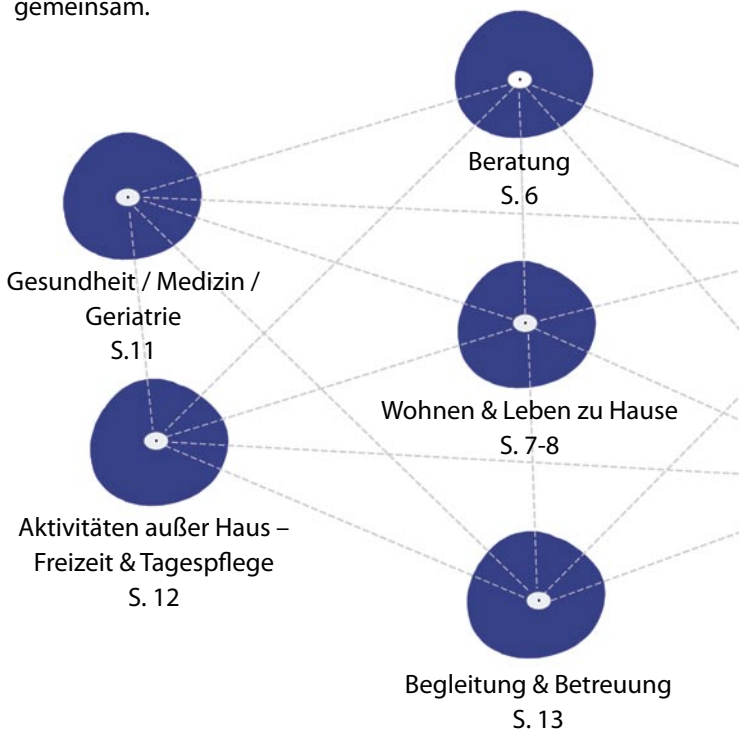 gemeinsam.
Beratung
S. 6
Gesundheit / Medizin /
Geriatrie
S.11
Wohnen & Leben zu Hause
S. 7-8
Aktivitäten außer Haus –
Freizeit & Tagespflege
S. 12
Begleitung & Betreuung
S. 13